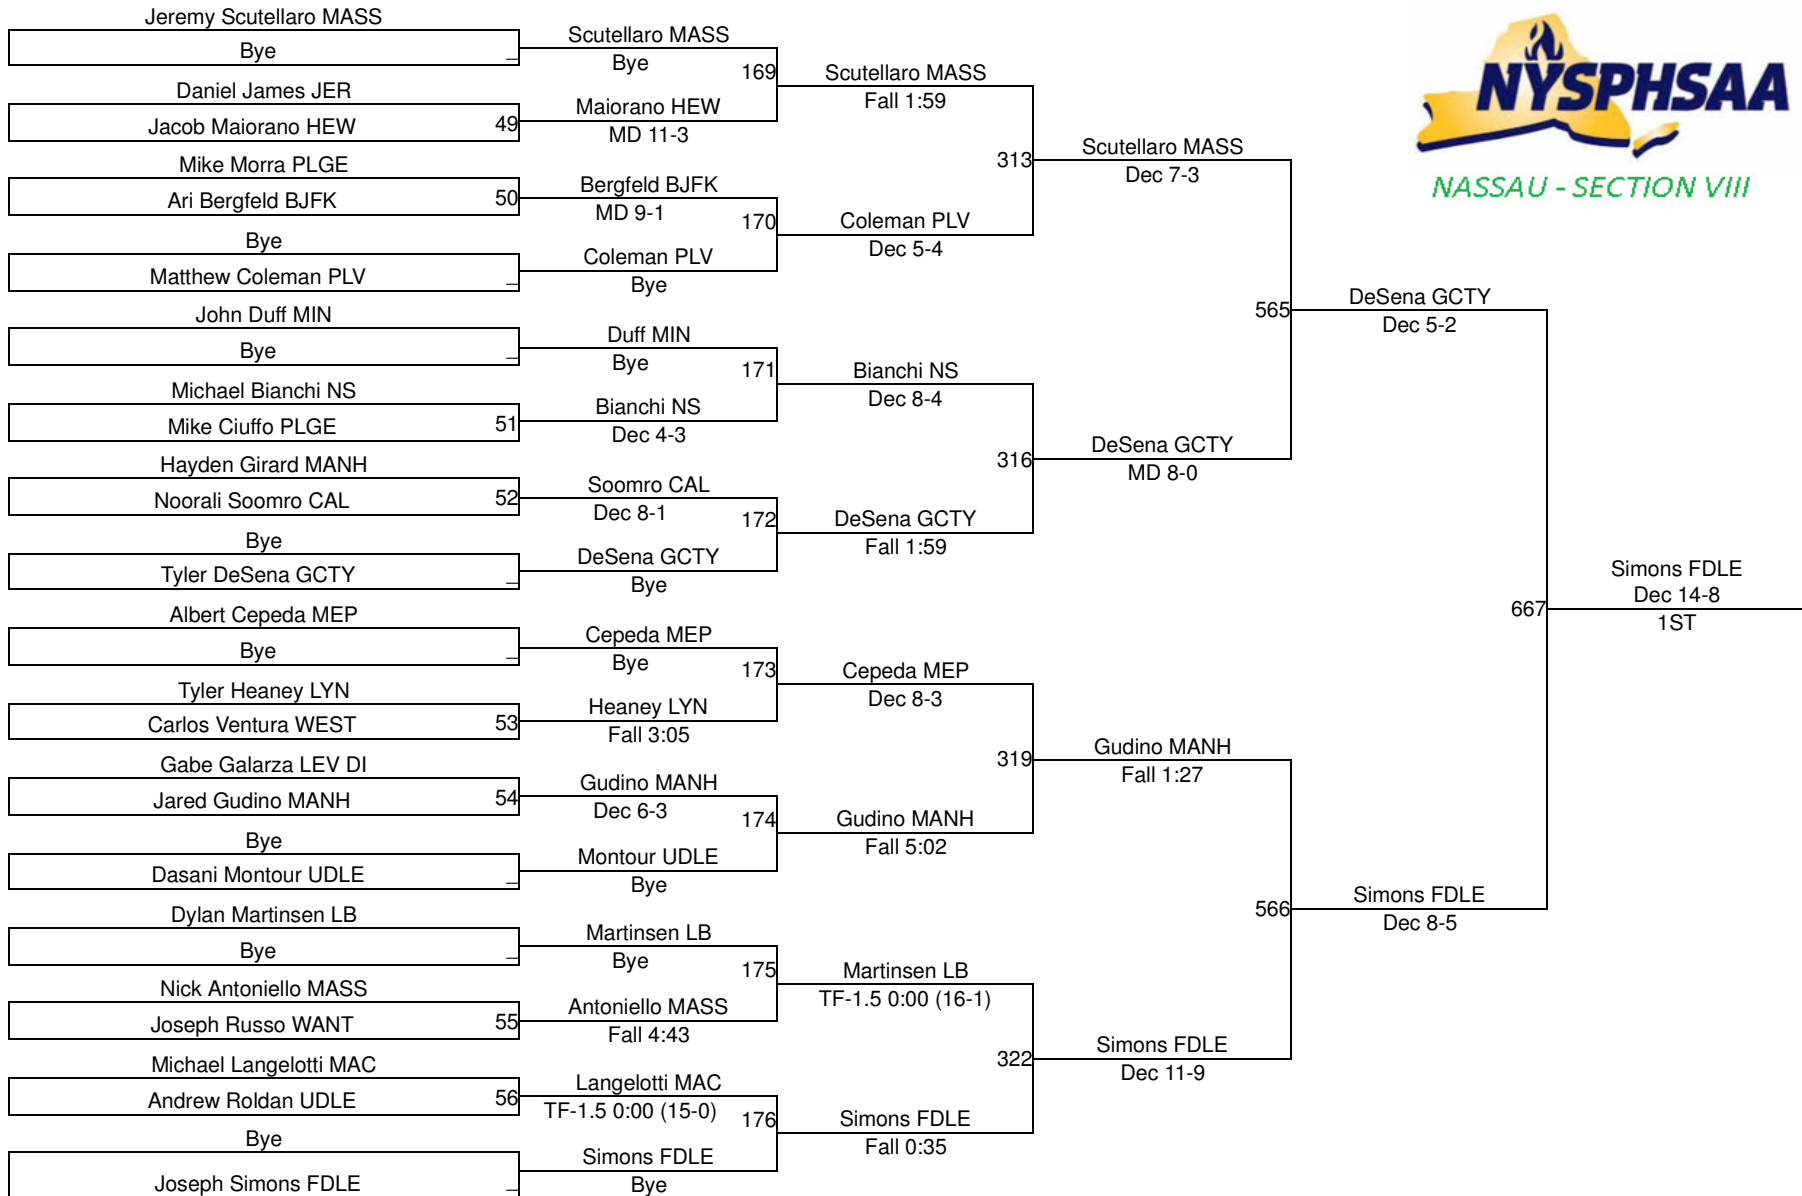 Jeremy Scutellaro MASS
Bye
_
Daniel James JER
Jacob Maiorano HEW 49
Mike Morra PLGE
Ari Bergfeld BJFK 50
Bye
Matthew Coleman PLV
_
John Duff MIN
Bye
_
Michael Bianchi NS
Mike Ciuffo PLGE 51
Hayden Girard MANH
Noorali Soomro CAL 52
Bye
Tyler DeSena GCTY
_
Albert Cepeda MEP
Bye
_
Tyler Heaney LYN
Carlos Ventura WEST 53
Gabe Galarza LEV DI
Jared Gudino MANH 54
Bye
Dasani Montour UDLE
_
Dylan Martinsen LB
Bye
_
Nick Antoniello MASS
Joseph Russo WANT 55
Michael Langelotti MAC
Andrew Roldan UDLE 56
Bye
Joseph Simons FDLE
_
Scutellaro MASS
Bye
169
Maiorano HEW
MD 11-3
Bergfeld BJFK
MD 9-1
170
Coleman PLV
Bye
Duff MIN
Bye
171
Bianchi NS
Dec 4-3
Soomro CAL
Dec 8-1
172
DeSena GCTY
Bye
Cepeda MEP
Bye
173
Heaney LYN
Fall 3:05
Gudino MANH
Dec 6-3
174
Montour UDLE
Bye
Martinsen LB
Bye
175
Antoniello MASS
Fall 4:43
Langelotti MAC
TF-1.5 0:00 (15-0)
176
Simons FDLE
Bye
Scutellaro MASS
Fall 1:59
313
Coleman PLV
Dec 5-4
Bianchi NS
Dec 8-4
316
DeSena GCTY
Fall 1:59
Cepeda MEP
Dec 8-3
319
Gudino MANH
Fall 5:02
Martinsen LB
TF-1.5 0:00 (16-1)
322
Simons FDLE
Fall 0:35
Scutellaro MASS
Dec 7-3
565
DeSena GCTY
MD 8-0
Gudino MANH
Fall 1:27
566
Simons FDLE
Dec 11-9
DeSena GCTY
Dec 5-2
667
Simons FDLE
Dec 8-5
Simons FDLE
Dec 14-8
1ST
NYSPHSAA
NASSAU - SECTION VIII